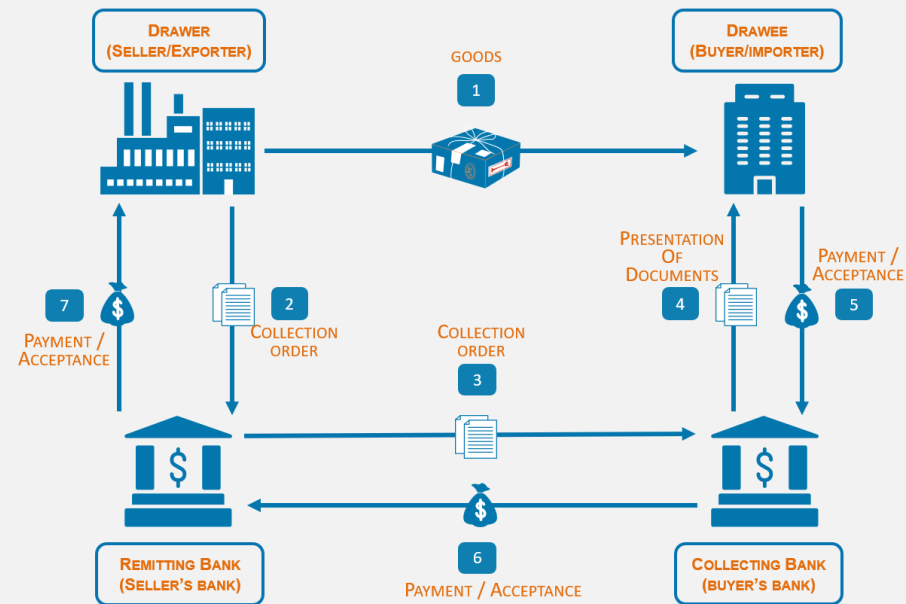 DRAWER
(SELLER/EXPORTER)
DRAWEE
(BUYER/IMPORTER)
GOODS
1
PRESENTATION
OF
DOCUMENTS
4
PAYMENT /
ACCEPTANCE
5
7
PAYMENT /
ACCEPTANCE
2
COLLECTION
ORDER
COLLECTION
ORDER
3
$
$
$
$
$
6
PAYMENT / ACCEPTANCE
REMITTING BANK
(SELLER'S BANK)
COLLECTING BANK
(BUYER'S BANK)